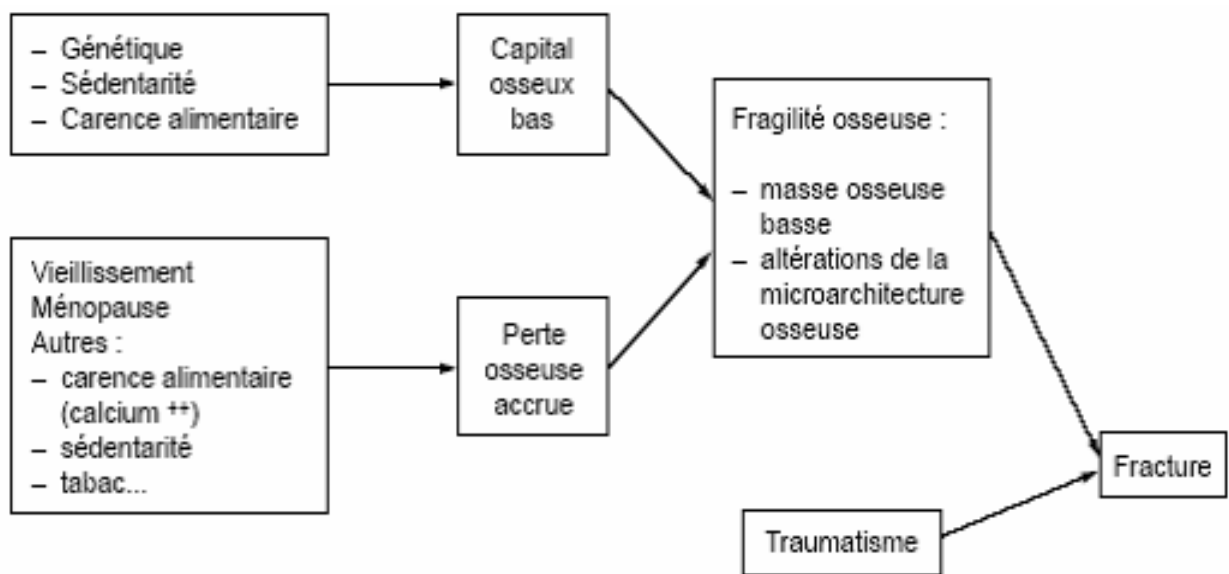 – Génétique
– Sédentarité
– Carence alimentaire
Capital
osseux
bas
Fragilité osseuse :
– masse osseuse
basse
– altérations de la
microarchitecture
osseuse
Vieillissement
Ménopause
Autres :
– carence alimentaire
(calcium ++)
– sédentarité
– tabac...
Perte
osseuse
accrue
Fracture
Traumatisme